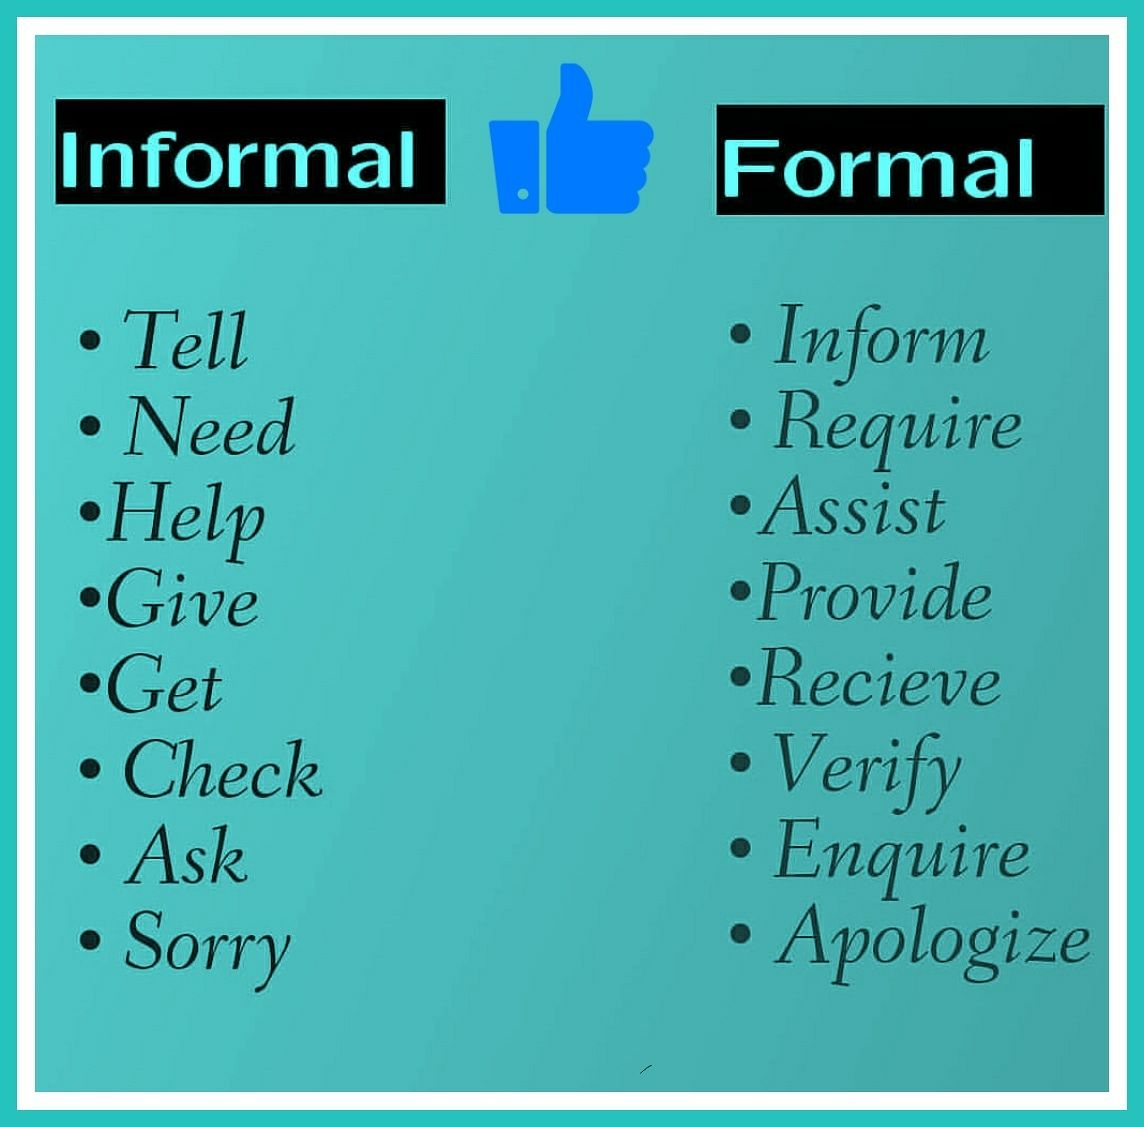 Informal
Formal
• Tell
• Need
•Help
•Give
•Get
• Check
• Ask
• Sorry
• Inform
• Require
•Assist
•Provide
•Recieve
• Verify
• Enquire
• Apologize